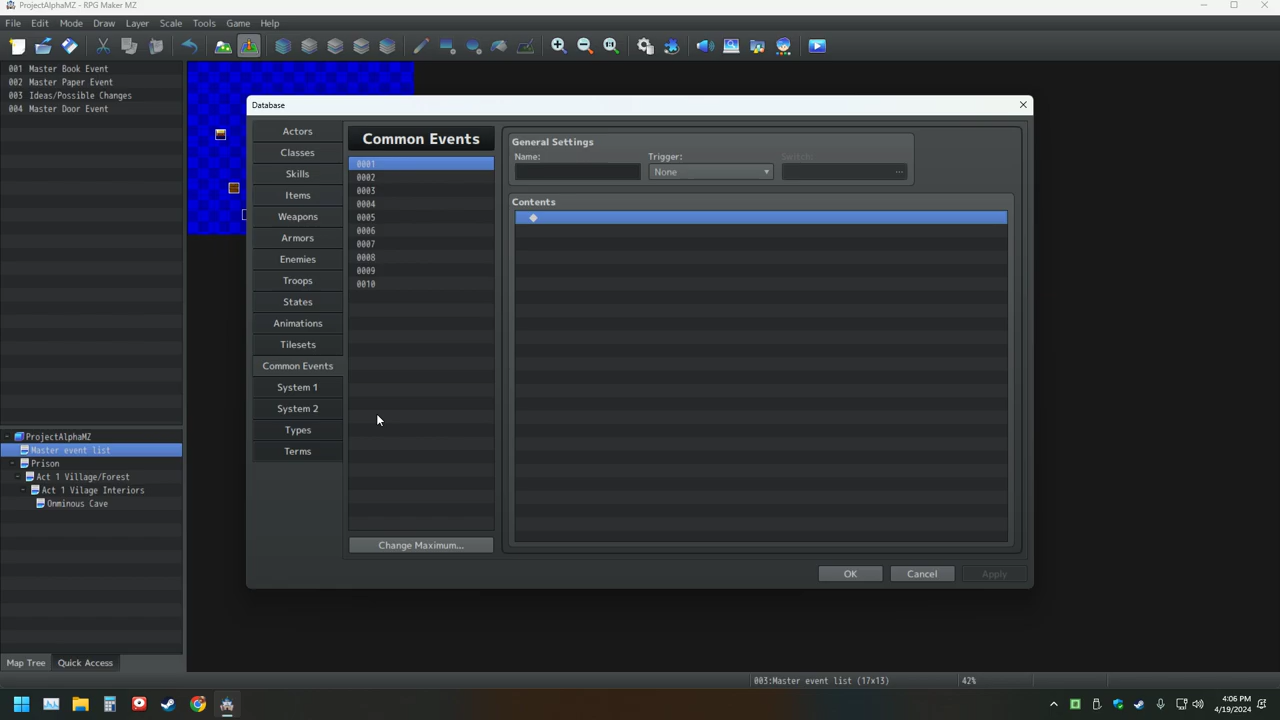 ProjectAlphaMZ - RPG Maker MZ
File Edit Mode Draw Layer Scale Tools Game Help
001 Master Book Event
002 Master Paper Event
003 Ideas/Possible Changes
004 Master Door Event
Database
Actors
Classes
Skills
Items
Weapons
Armors
Enemies
Troops
States
Animations
Tilesets
Common Events
System 1
System 2
Types
Terms
Common Events
0001
0002
0003
0004
0005
0006
0007
0008
0009
0010
Change Maximum...
General Settings
Name: Trigger: Switch:
None ...
Contents
OK Cancel Apply
ProjectAlphaMZ
Master event list
Prison
Act 1 Village/Forest
Act 1 Vilage Interiors
Onminous Cave
Map Tree Quick Access
003:Master event list (17x13) 42%
4:06 PM
4/19/2024